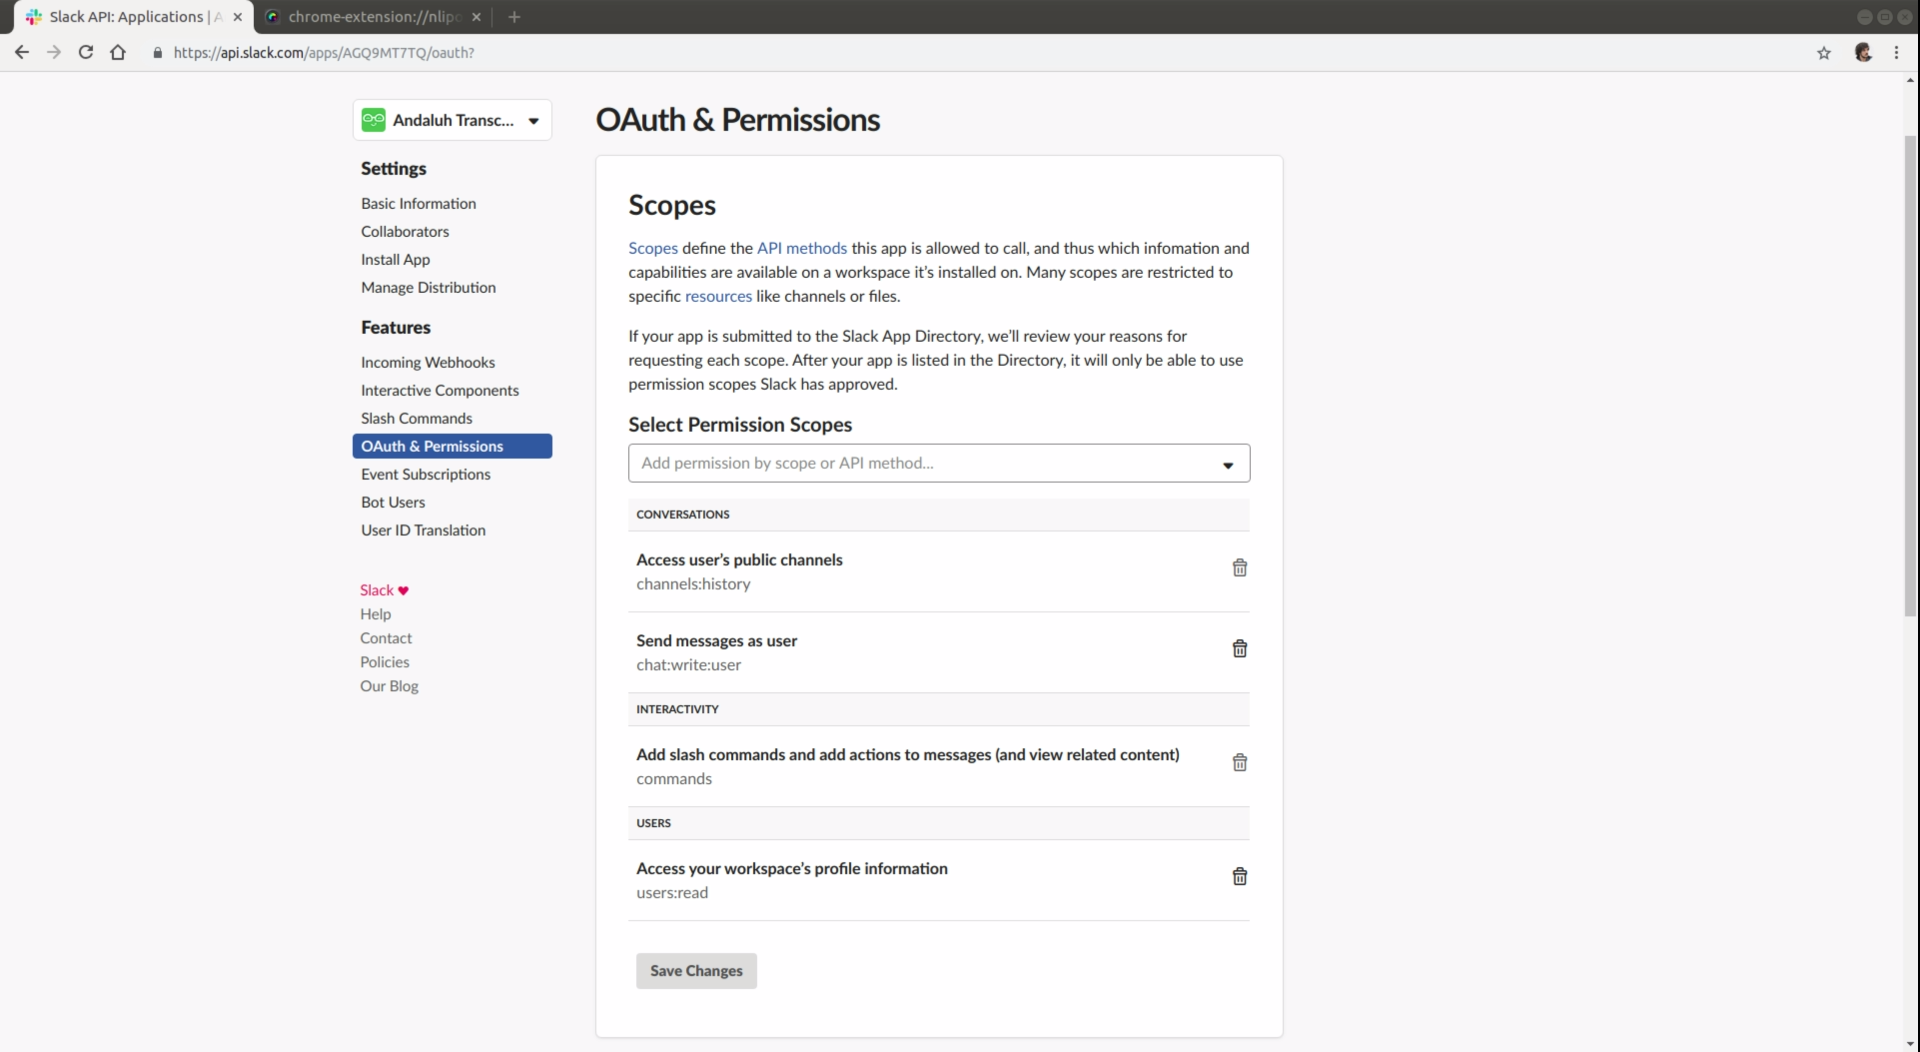 Slack API: Applications | A
chrome-extension://nlipo
https://api.slack.com/apps/AGQ9MT7TQ/oauth?
Andaluh Transc...
Settings
Basic Information
Collaborators
Install App
Manage Distribution
Features
Incoming Webhooks
Interactive Components
Slash Commands
OAuth & Permissions
Event Subscriptions
Bot Users
User ID Translation
Slack ♥
Help
Contact
Policies
Our Blog
OAuth & Permissions
Scopes
Scopes define the API methods this app is allowed to call, and thus which infomation and
capabilities are available on a workspace it’s installed on. Many scopes are restricted to
specific resources like channels or files.
If your app is submitted to the Slack App Directory, we’ll review your reasons for
requesting each scope. After your app is listed in the Directory, it will only be able to use
permission scopes Slack has approved.
Select Permission Scopes
Add permission by scope or API method...
CONVERSATIONS
Access user’s public channels
channels:history
Send messages as user
chat:write:user
INTERACTIVITY
Add slash commands and add actions to messages (and view related content)
commands
USERS
Access your workspace’s profile information
users:read
Save Changes